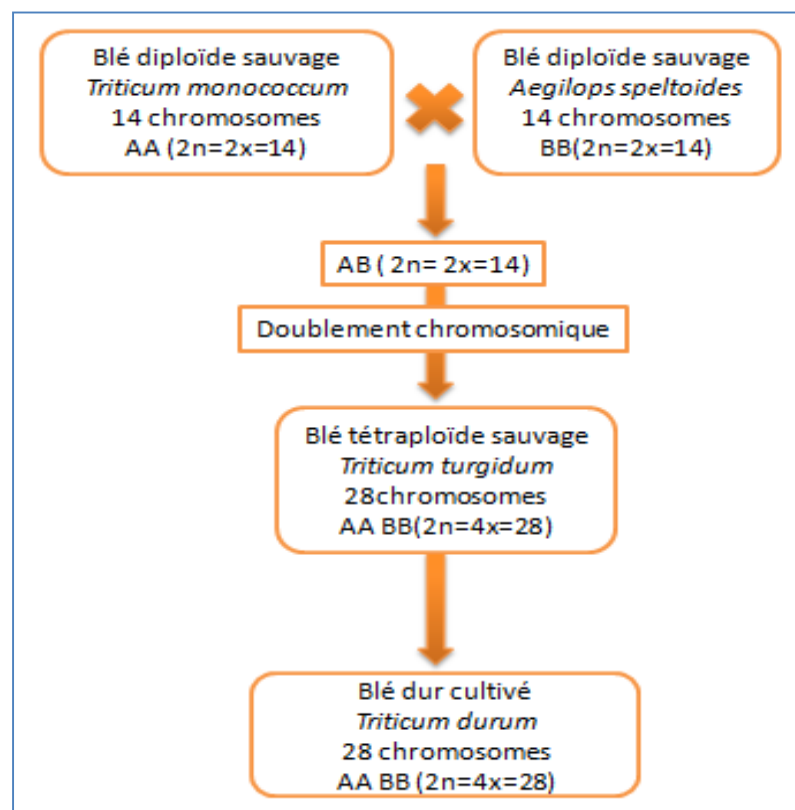 Blé diploïde sauvage
Triticum monococcum
14 chromosomes
AA (2n=2x=14)
Blé diploïde sauvage
Aegilops speltoides
14 chromosomes
BB(2n=2x=14)
AB ( 2n= 2x=14)
Doublement chromosomique
Blé tétraploïde sauvage
Triticum turgidum
28chromosomes
AA BB(2n=4x=28)
Blé dur cultivé
Triticum durum
28 chromosomes
AA BB (2n=4x=28)